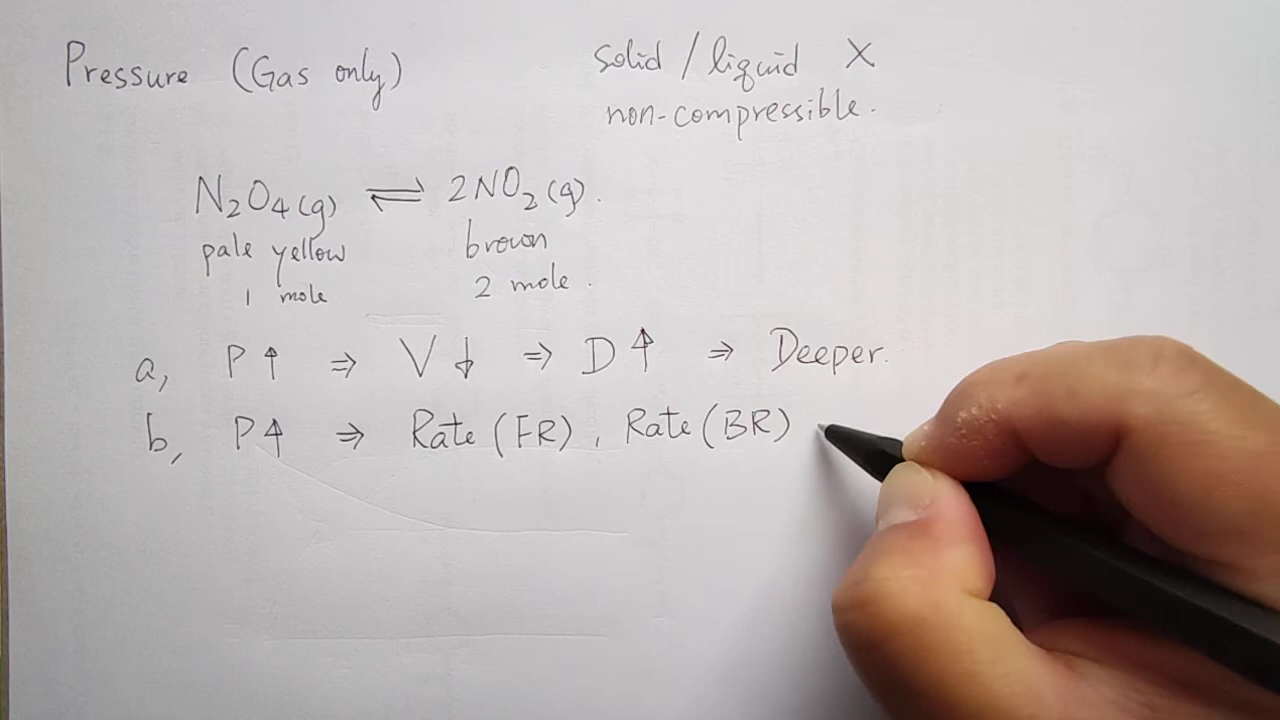 Pressure (Gas only)
solid / liquid X
non-compressible.
N₂O₄(g) ⇌ 2NO₂(g).
pale yellow
brown
1 mole
2 mole.
a, P↑ ⇒ V↓ ⇒ D↑ ⇒ Deeper.
b, P↑ ⇒ Rate (FR), Rate (BR)